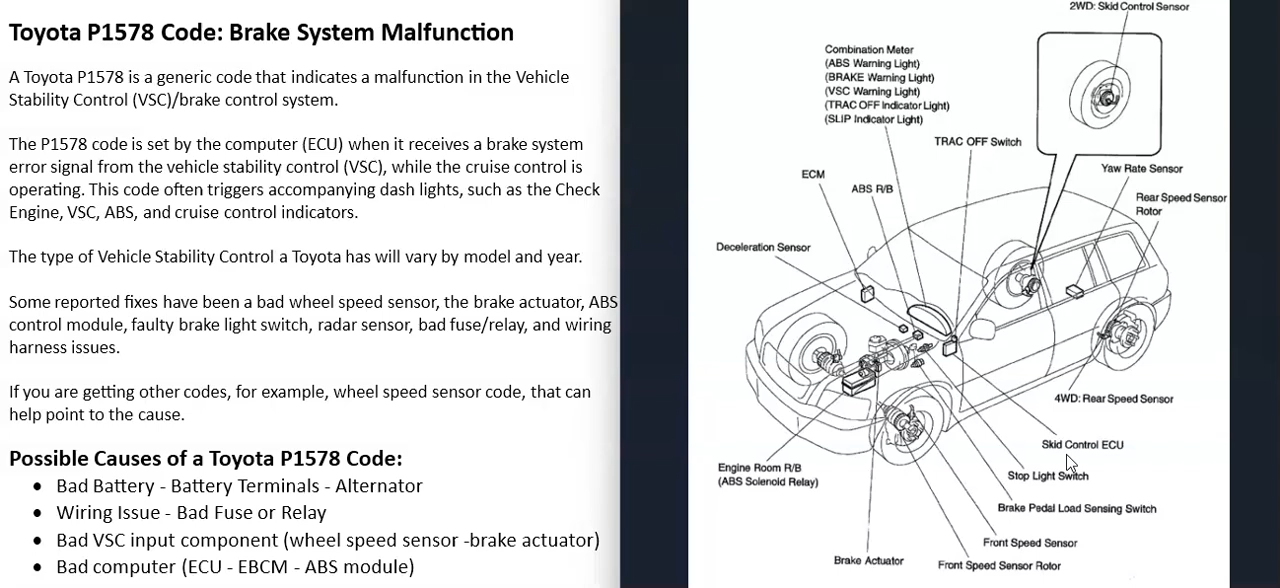 Toyota P1578 Code: Brake System Malfunction
A Toyota P1578 is a generic code that indicates a malfunction in the Vehicle
Stability Control (VSC)/brake control system.
The P1578 code is set by the computer (ECU) when it receives a brake system
error signal from the vehicle stability control (VSC), while the cruise control is
operating. This code often triggers accompanying dash lights, such as the Check
Engine, VSC, ABS, and cruise control indicators.
The type of Vehicle Stability Control a Toyota has will vary by model and year.
Some reported fixes have been a bad wheel speed sensor, the brake actuator, ABS
control module, faulty brake light switch, radar sensor, bad fuse/relay, and wiring
harness issues.
If you are getting other codes, for example, wheel speed sensor code, that can
help point to the cause.
Possible Causes of a Toyota P1578 Code:
• Bad Battery - Battery Terminals - Alternator
• Wiring Issue - Bad Fuse or Relay
• Bad VSC input component (wheel speed sensor -brake actuator)
• Bad computer (ECU - EBCM - ABS module)
2WD: Skid Control Sensor
Combination Meter
(ABS Warning Light)
(BRAKE Warning Light)
(VSC Warning Light)
(TRAC OFF Indicator Light)
(SLIP Indicator Light)
TRAC OFF Switch
ECM
ABS R/B
Yaw Rate Sensor
Rear Speed Sensor
Rotor
Deceleration Sensor
4WD: Rear Speed Sensor
Skid Control ECU
Engine Room R/B
(ABS Solenoid Relay)
Stop Light Switch
Brake Pedal Load Sensing Switch
Front Speed Sensor
Brake Actuator
Front Speed Sensor Rotor